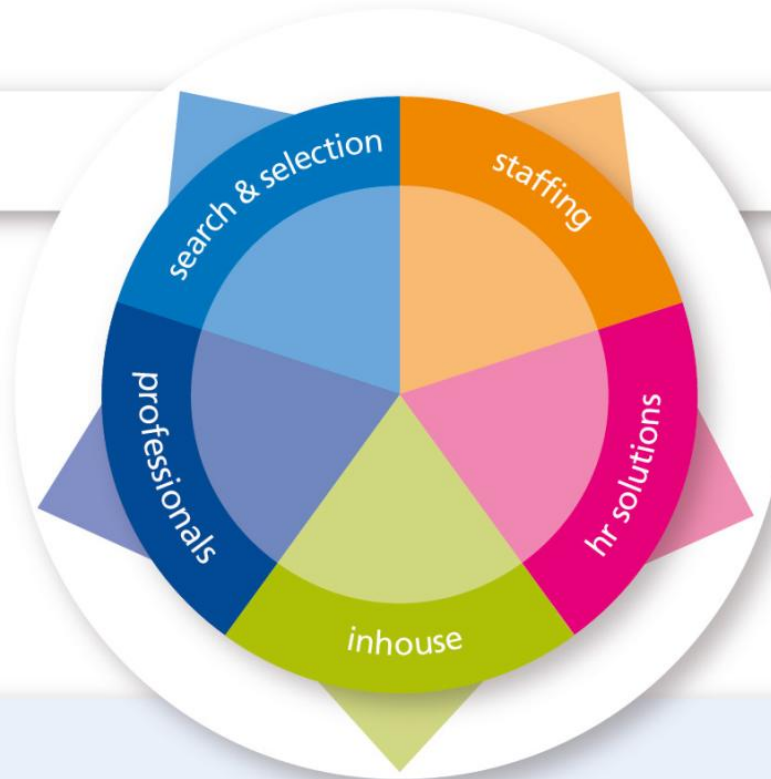 search & selection
staffing
professionals
hr solutions
inhouse